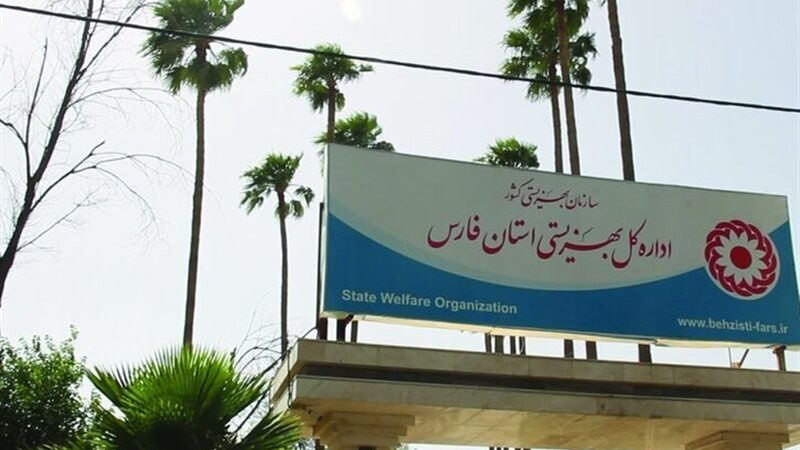 سازمان بهزیستی کشور
اداره کل بهزیستی استان فارس
State Welfare Organization
www.behzisti-fars.ir